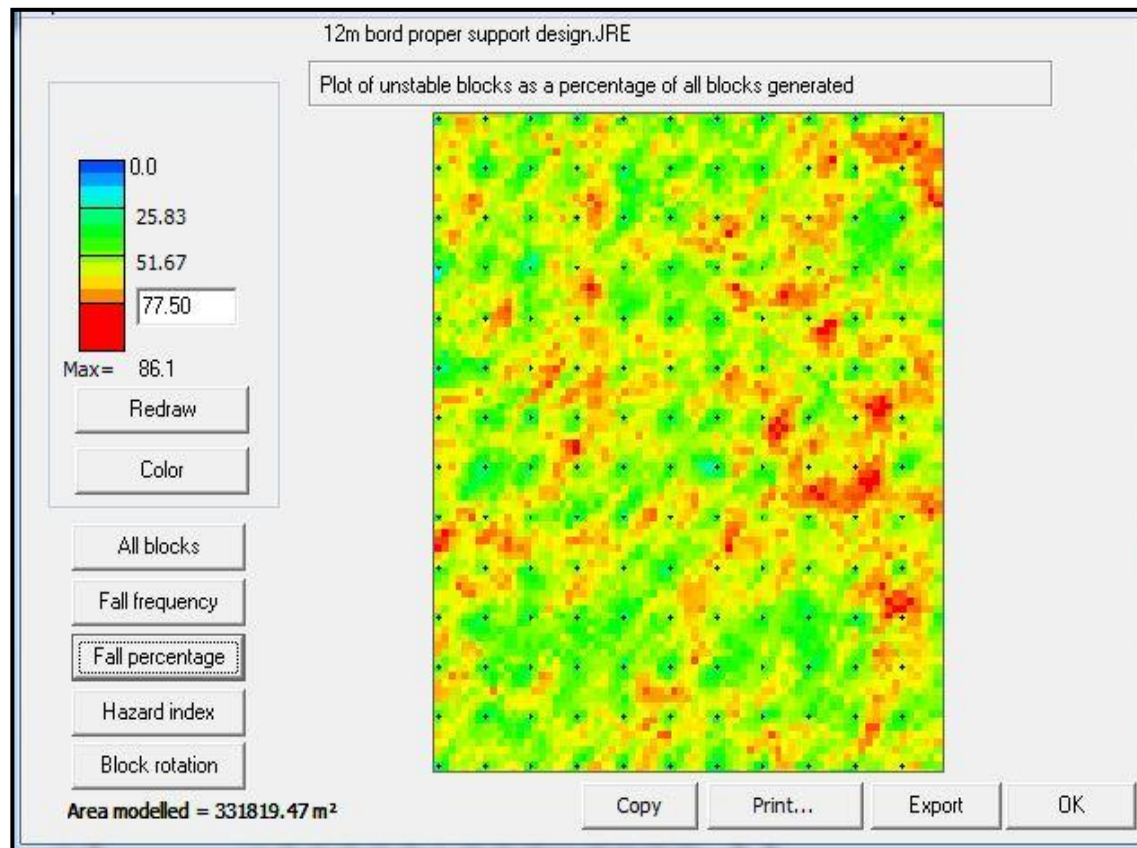 12m bord proper support design.JRE
Plot of unstable blocks as a percentage of all blocks generated
0.0
25.83
51.67
77.50
Max= 86.1
Redraw
Color
All blocks
Fall frequency
Fall percentage
Hazard index
Block rotation
Area modelled = 331819.47 m²
Copy
Print...
Export
OK